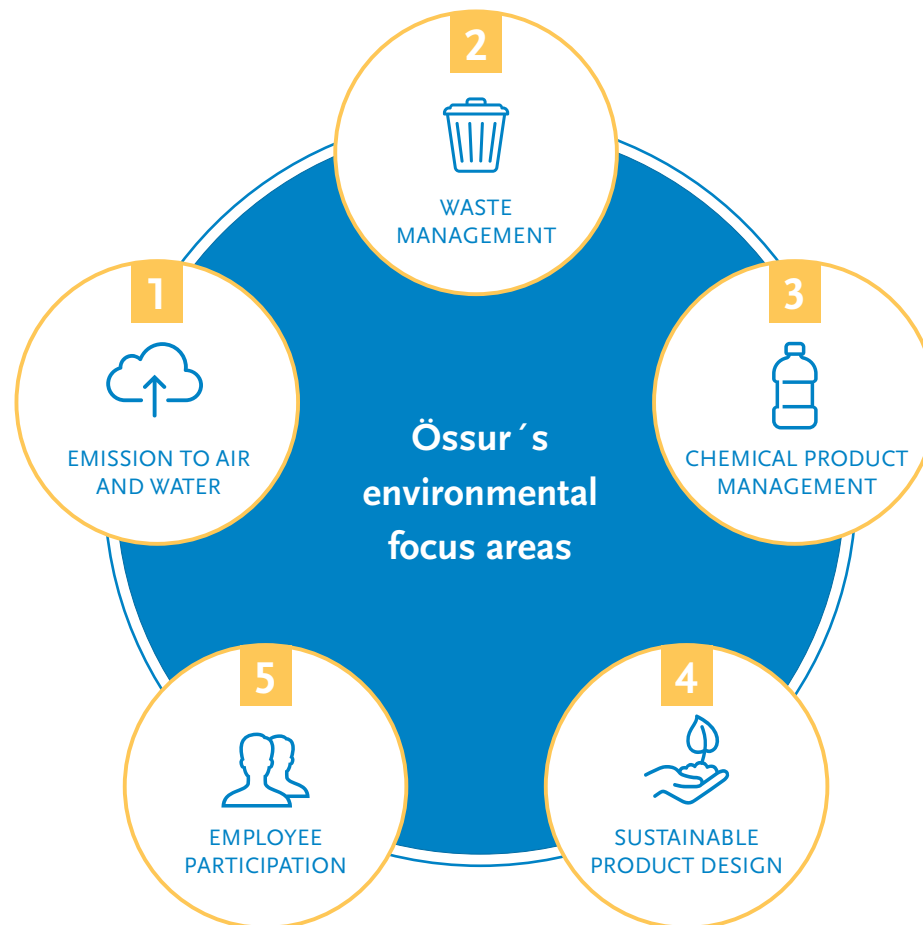 1
EMISSION TO AIR
AND WATER
2
WASTE
MANAGEMENT
3
CHEMICAL PRODUCT
MANAGEMENT
4
SUSTAINABLE
PRODUCT DESIGN
5
EMPLOYEE
PARTICIPATION
Össur´s
environmental
focus areas